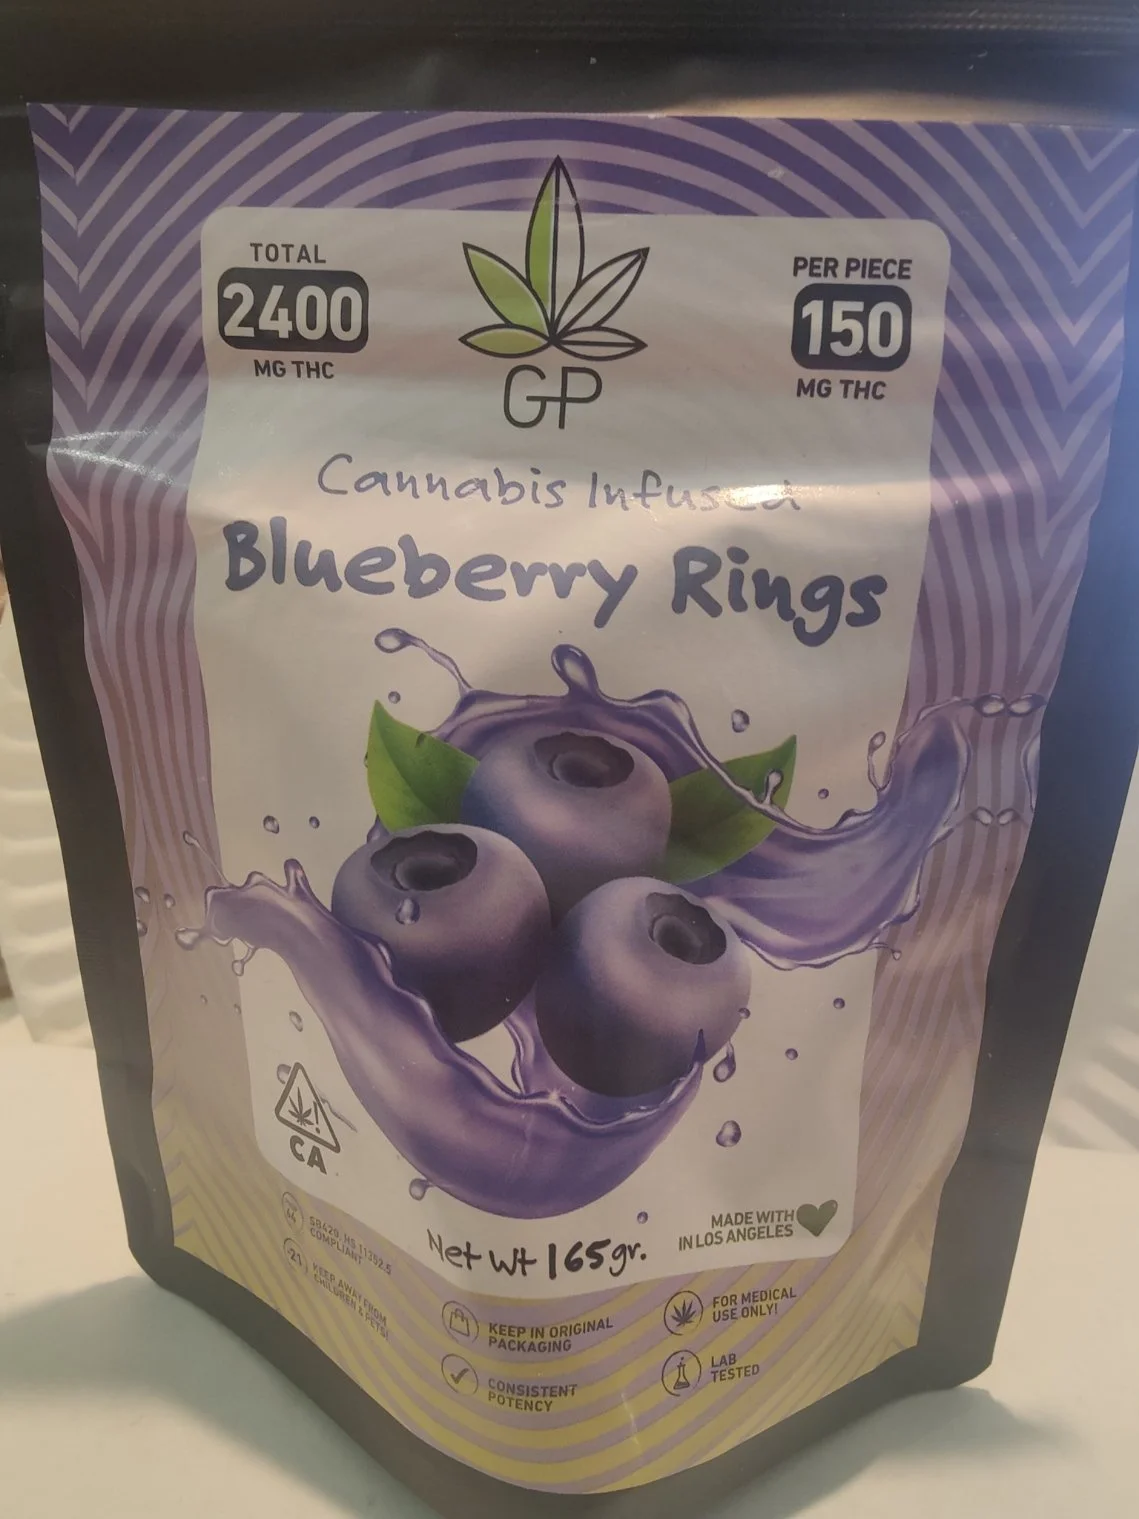 TOTAL
2400
MG THC
PER PIECE
150
MG THC
GP
Cannabis Infused
Blueberry Rings
CA
MADE WITH
IN LOS ANGELES
Net Wt 165gr.
SB420, HS 11362.5
COMPLIANT
-21
KEEP AWAY FROM
CHILDREN & PETS!
KEEP IN ORIGINAL
PACKAGING
CONSISTENT
POTENCY
FOR MEDICAL
USE ONLY!
LAB
TESTED